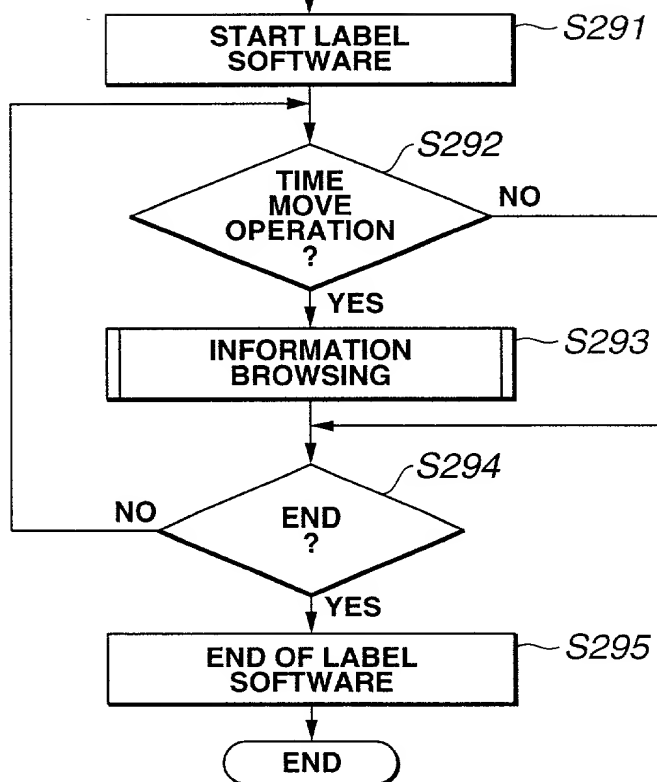 START LABEL
SOFTWARE
S291
TIME
MOVE
OPERATION
?
S292
NO
YES
INFORMATION
BROWSING
S293
END
?
S294
NO
YES
END OF LABEL
SOFTWARE
S295
END